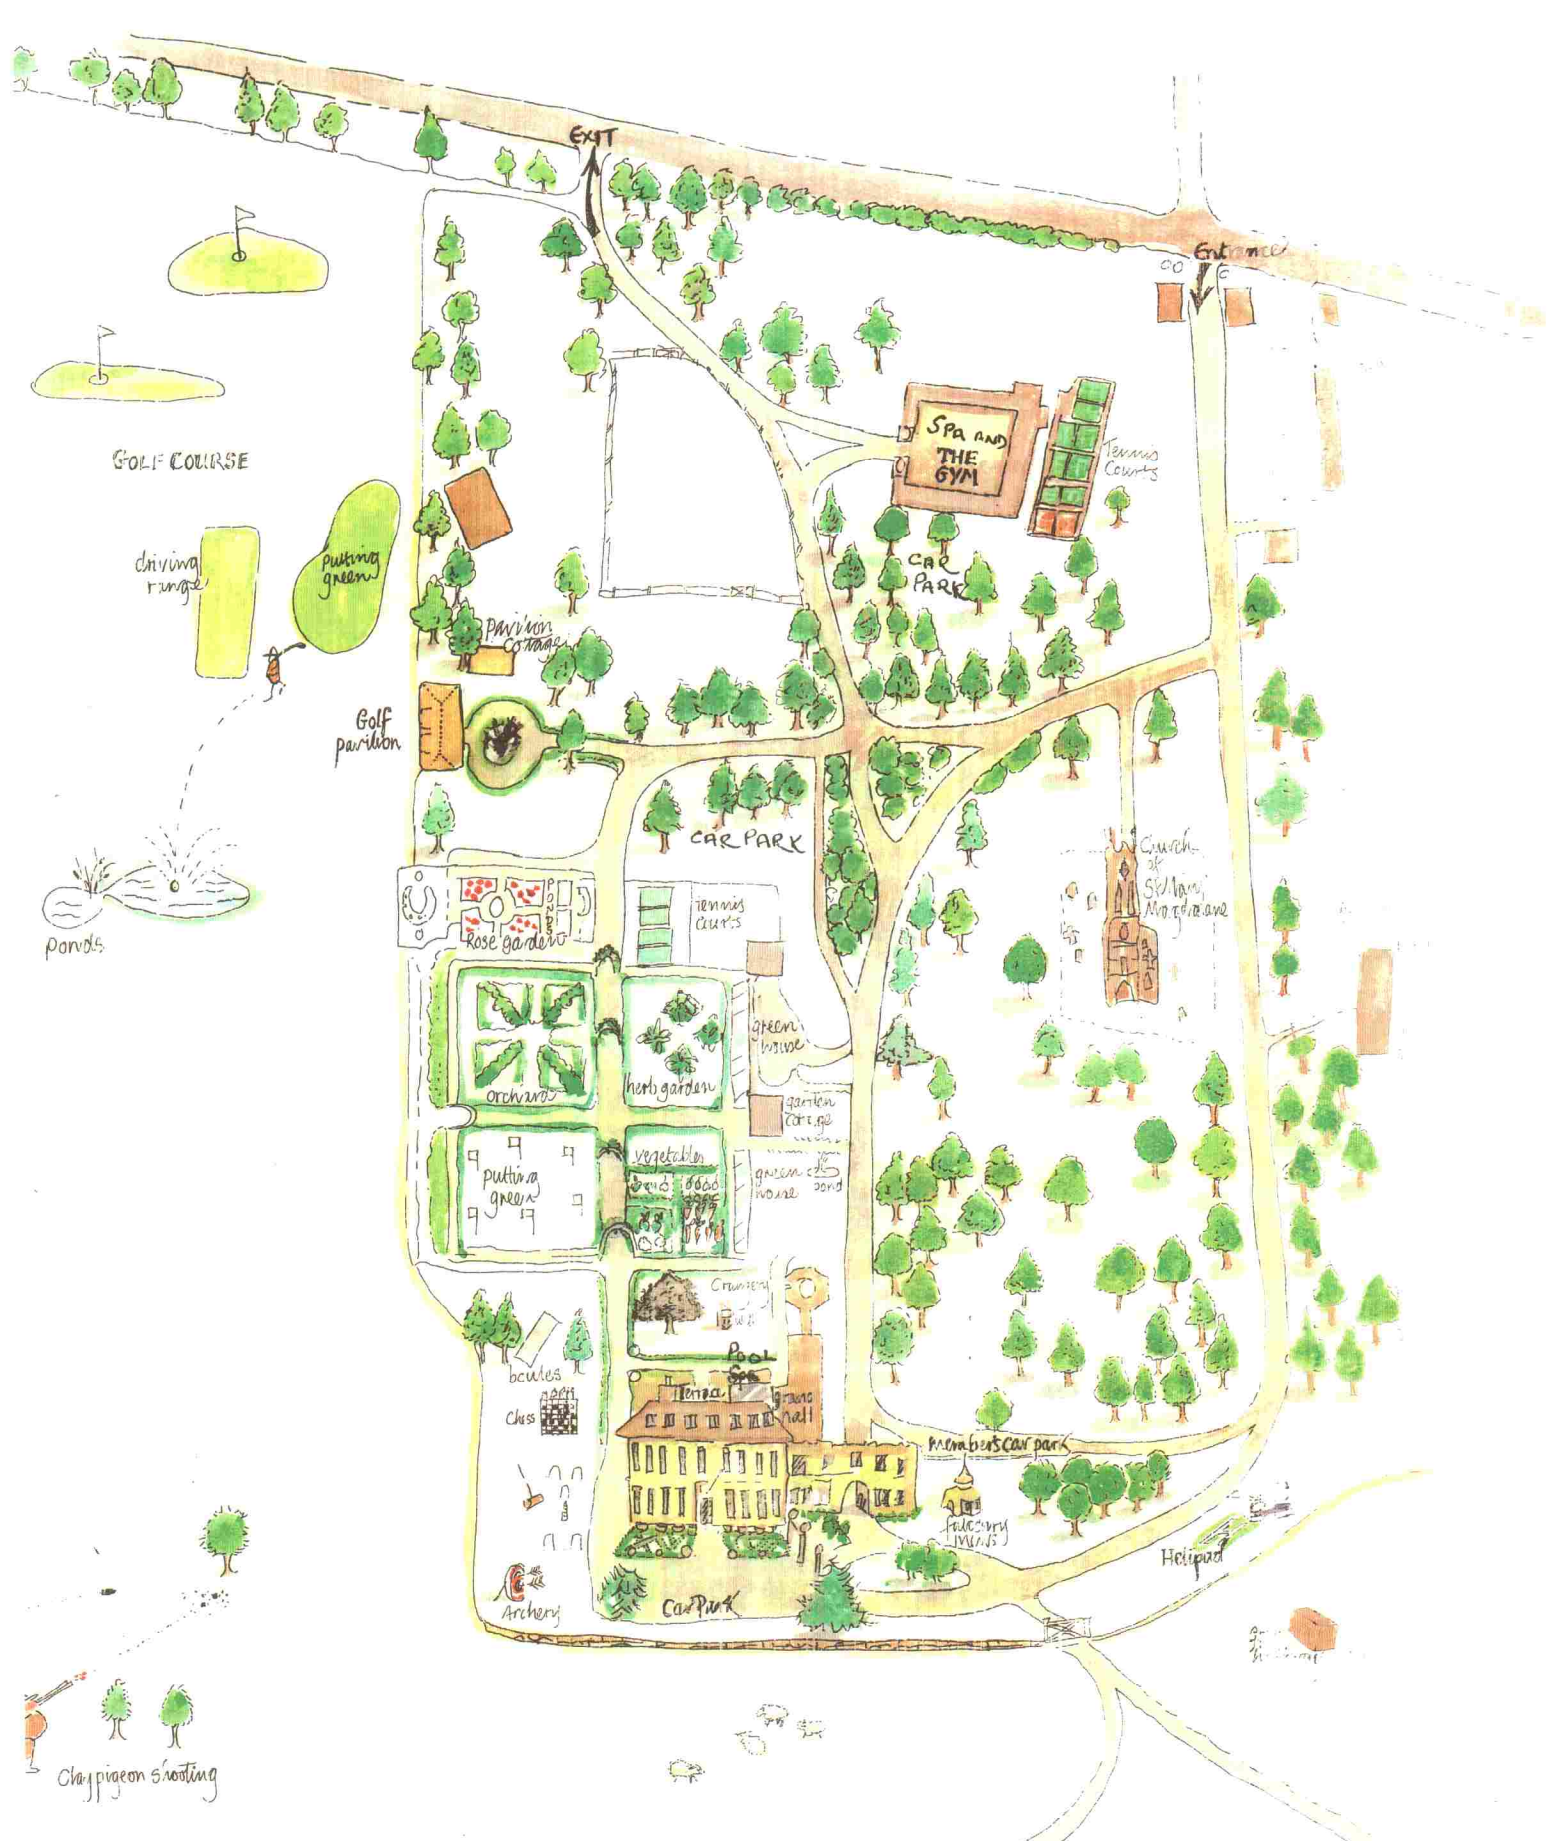 EXIT
Entrance
GOLF COURSE
SPA AND
THE
GYM
Tennis
Courts
driving
range
putting
green
CAR
PARK
Pavilion
Cottage
Golf
pavilion
CAR PARK
Church
of
St Mary
Magdalane
tennis
courts
PONDS
Rose garden
ponds
green
house
orchard
herb garden
garden
cottage
vegetables
putting
green
green
house
pond
POOL
Spa
boules
Chess
grand
hall
members car park
falconry
mews
Helipad
Archery
Car Park
Clay pigeon shooting